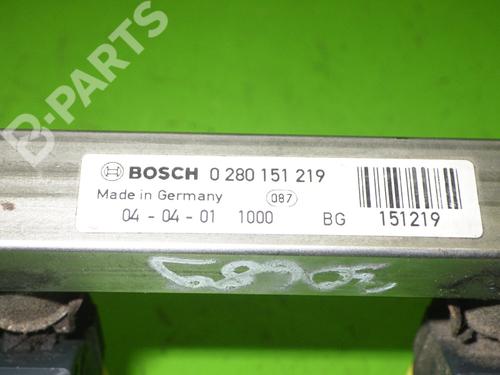 B-PARTS
BOSCH 0 280 151 219
Made in Germany 087
04 - 04 - 01 1000 BG 151219